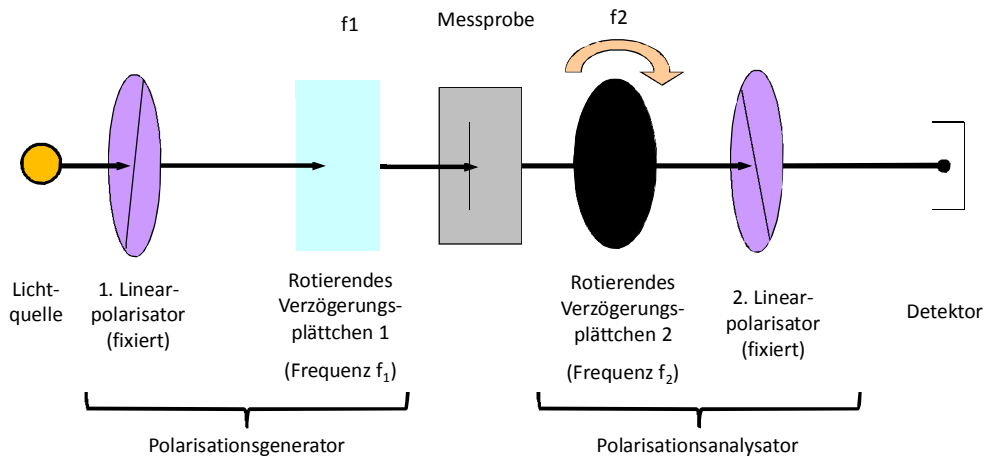 f1
Messprobe
f2
Licht-
quelle
1. Linear-
polarisator
(fixiert)
Rotierendes
Verzögerungs-
plättchen 1
(Frequenz f₁)
Rotierendes
Verzögerungs-
plättchen 2
(Frequenz f₂)
2. Linear-
polarisator
(fixiert)
Detektor
Polarisationsgenerator
Polarisationsanalysator